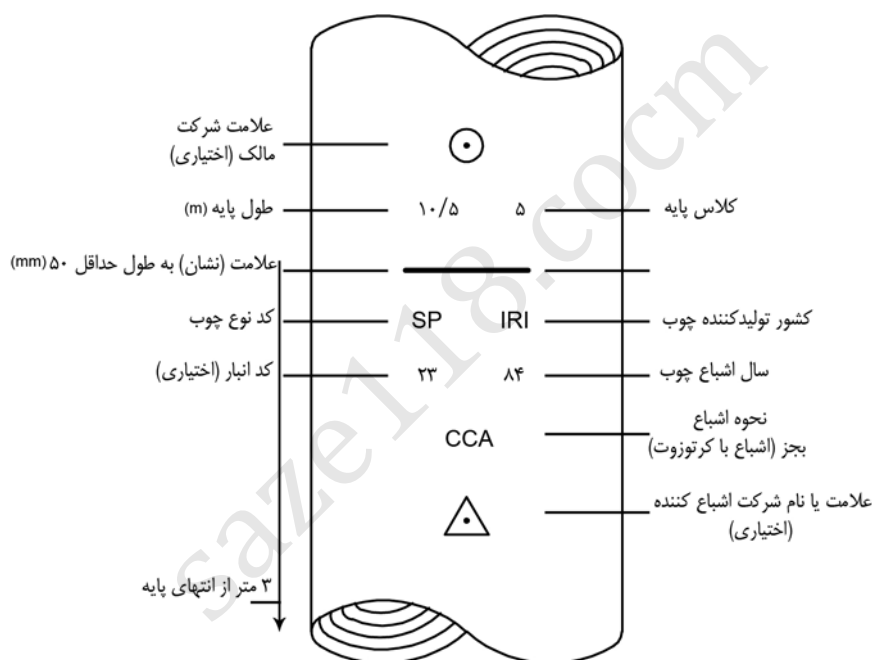 علامت شرکت
مالک (اختیاری)
طول پایه (m)
۱۰/۵
۵
کلاس پایه
علامت (نشان) به طول حداقل ۵۰ (mm)
کد نوع چوب
SP
IRI
کشور تولیدکننده چوب
کد انبار (اختیاری)
۲۳
۸۴
سال اشباع چوب
CCA
نحوه اشباع
بجز (اشباع با کرتوزوت)
علامت یا نام شرکت اشباع کننده
(اختیاری)
۳ متر از انتهای پایه
saze118.cocm